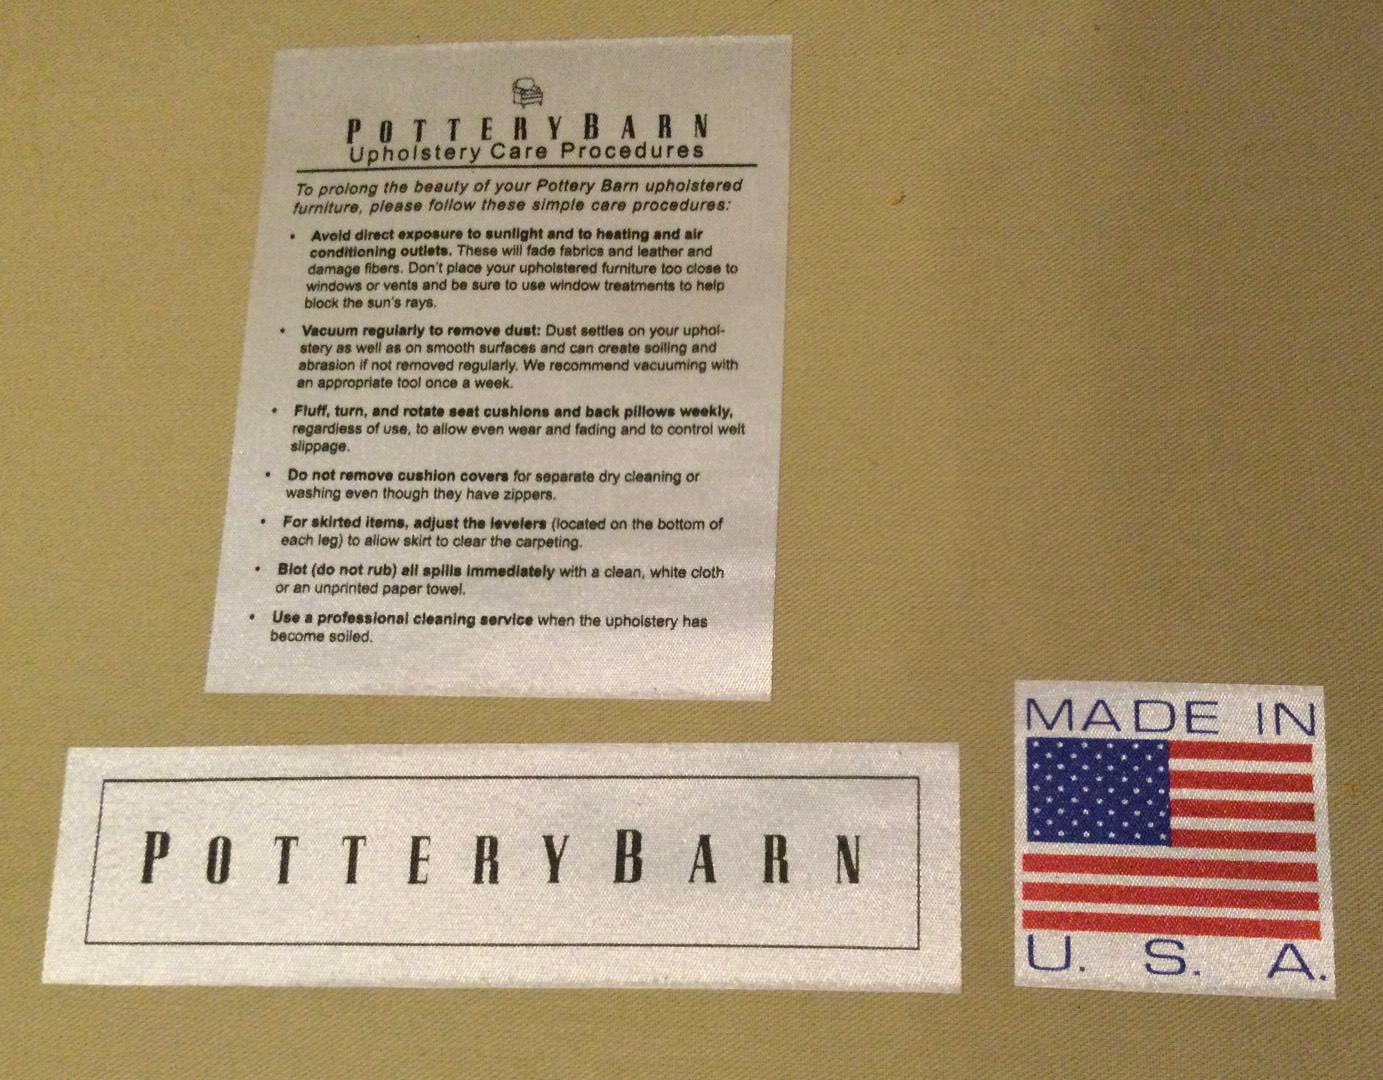 POTTERYBARN
Upholstery Care Procedures
To prolong the beauty of your Pottery Barn upholstered
furniture, please follow these simple care procedures:
• Avoid direct exposure to sunlight and to heating and air
conditioning outlets. These will fade fabrics and leather and
damage fibers. Don't place your upholstered furniture too close to
windows or vents and be sure to use window treatments to help
block the sun's rays.
• Vacuum regularly to remove dust: Dust settles on your uphol-
stery as well as on smooth surfaces and can create soiling and
abrasion if not removed regularly. We recommend vacuuming with
an appropriate tool once a week.
• Fluff, turn, and rotate seat cushions and back pillows weekly,
regardless of use, to allow even wear and fading and to control welt
slippage.
• Do not remove cushion covers for separate dry cleaning or
washing even though they have zippers.
• For skirted items, adjust the levelers (located on the bottom of
each leg) to allow skirt to clear the carpeting.
• Blot (do not rub) all spills immediately with a clean, white cloth
or an unprinted paper towel.
• Use a professional cleaning service when the upholstery has
become soiled.
POTTERYBARN
MADE IN
U. S. A.